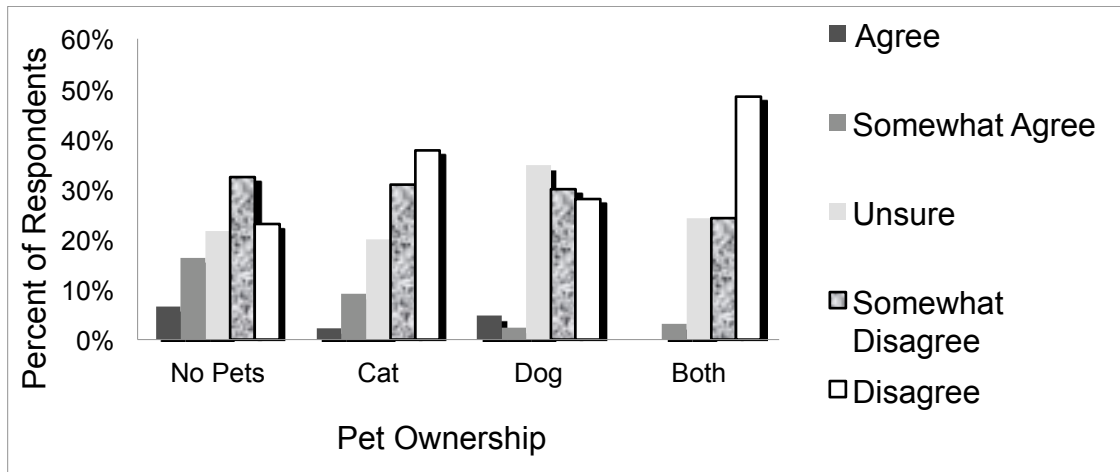 Percent of Respondents
60%
50%
40%
30%
20%
10%
0%
No Pets
Cat
Dog
Both
Pet Ownership
Agree
Somewhat Agree
Unsure
Somewhat
Disagree
Disagree